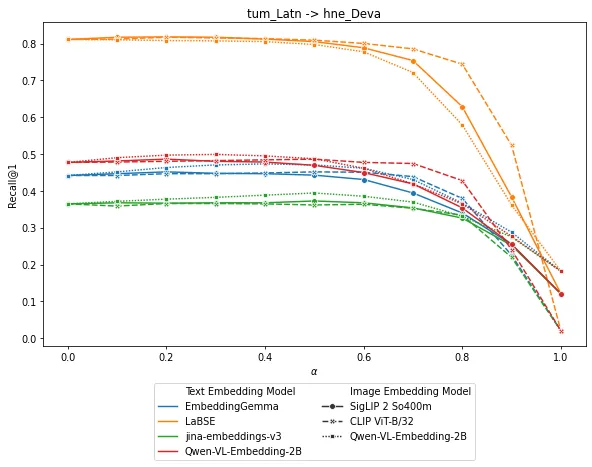 tum_Latn -> hne_Deva
Recall@1
0.8
0.7
0.6
0.5
0.4
0.3
0.2
0.1
0.0
0.0 0.2 0.4 0.6 0.8 1.0
α
Text Embedding Model Image Embedding Model
EmbeddingGemma SigLIP 2 So400m
LaBSE CLIP ViT-B/32
jina-embeddings-v3 Qwen-VL-Embedding-2B
Qwen-VL-Embedding-2B